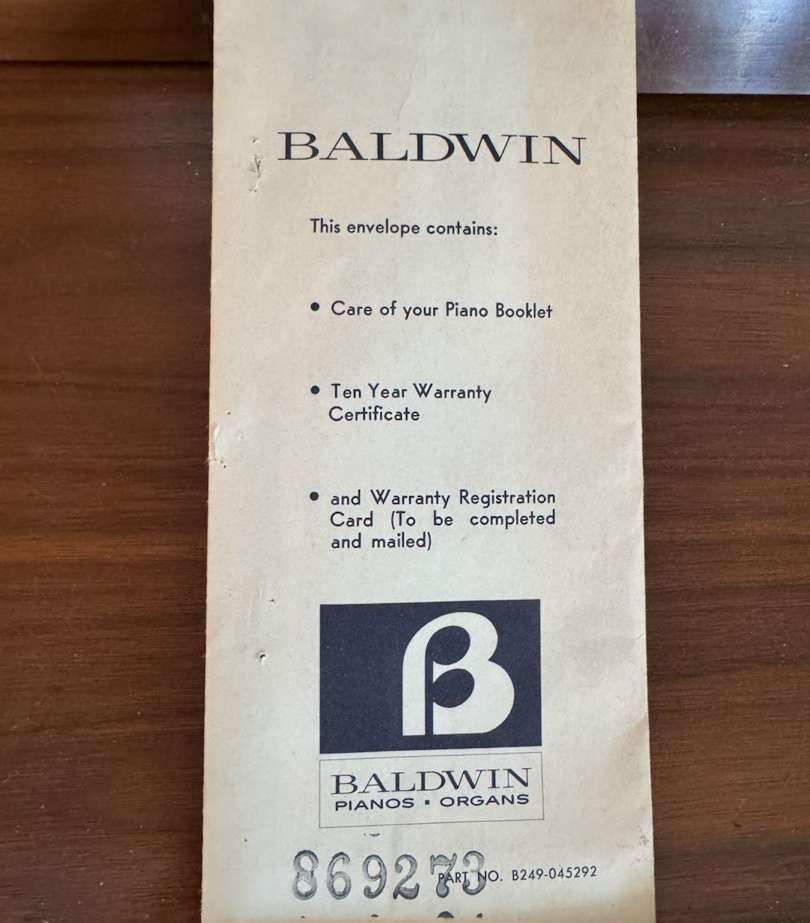 BALDWIN
This envelope contains:
• Care of your Piano Booklet
• Ten Year Warranty
Certificate
• and Warranty Registration
Card (To be completed
and mailed)
B
BALDWIN
PIANOS ▪ ORGANS
869273
PART NO. B249-045292